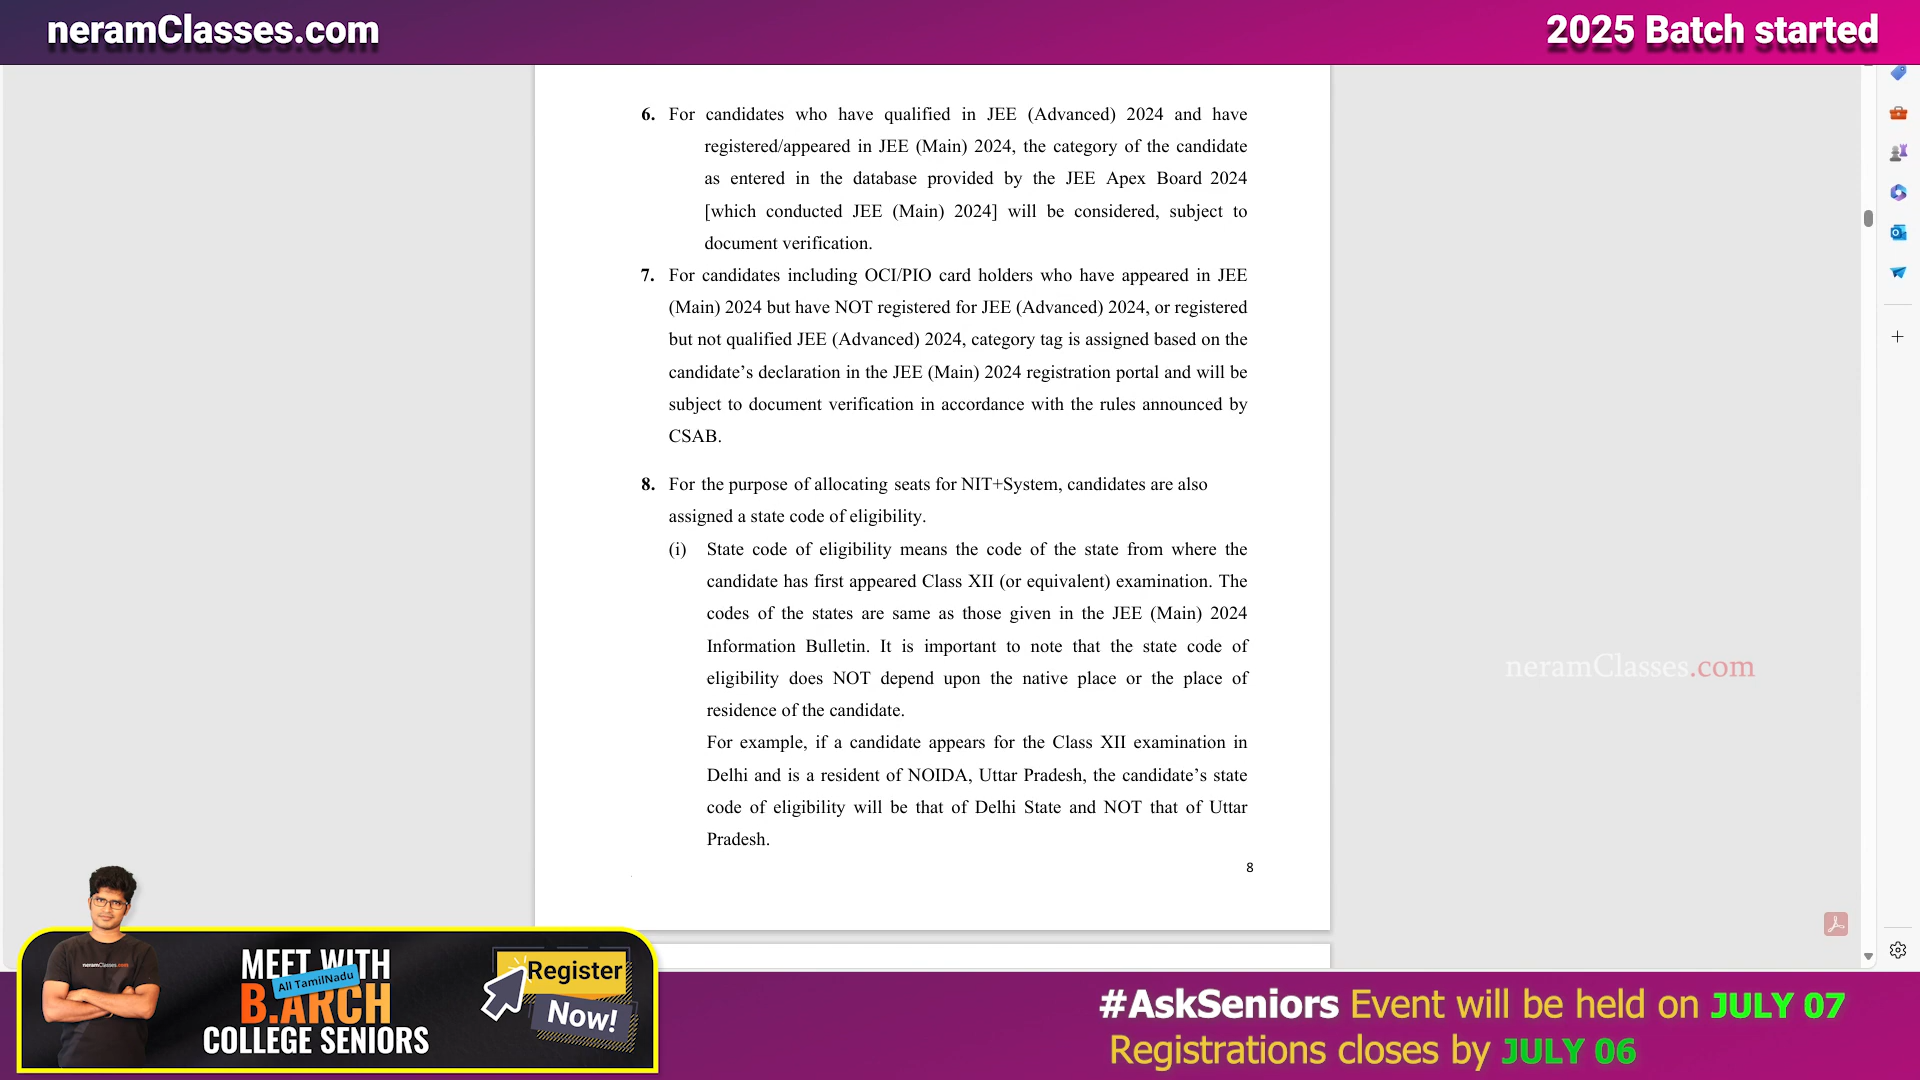 neramClasses.com
2025 Batch started
6. For candidates who have qualified in JEE (Advanced) 2024 and have
registered/appeared in JEE (Main) 2024, the category of the candidate
as entered in the database provided by the JEE Apex Board 2024
[which conducted JEE (Main) 2024] will be considered, subject to
document verification.
7. For candidates including OCI/PIO card holders who have appeared in JEE
(Main) 2024 but have NOT registered for JEE (Advanced) 2024, or registered
but not qualified JEE (Advanced) 2024, category tag is assigned based on the
candidate’s declaration in the JEE (Main) 2024 registration portal and will be
subject to document verification in accordance with the rules announced by
CSAB.
8. For the purpose of allocating seats for NIT+System, candidates are also
assigned a state code of eligibility.
(i) State code of eligibility means the code of the state from where the
candidate has first appeared Class XII (or equivalent) examination. The
codes of the states are same as those given in the JEE (Main) 2024
Information Bulletin. It is important to note that the state code of
eligibility does NOT depend upon the native place or the place of
residence of the candidate.
For example, if a candidate appears for the Class XII examination in
Delhi and is a resident of NOIDA, Uttar Pradesh, the candidate’s state
code of eligibility will be that of Delhi State and NOT that of Uttar
Pradesh.
8
neramClasses.com
neramClasses.com
MEET WITH
All TamilNadu
B.ARCH
COLLEGE SENIORS
Register
Now!
#AskSeniors Event will be held on JULY 07
Registrations closes by JULY 06